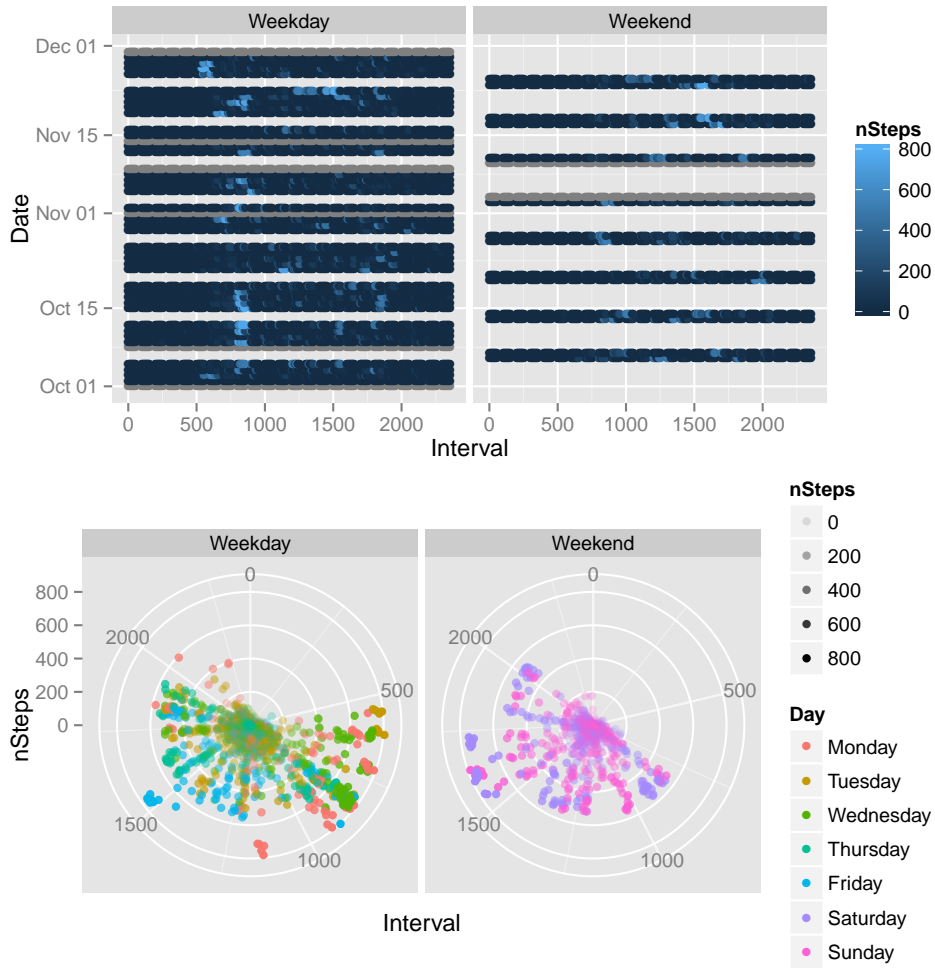 Weekday
Weekend
Dec 01
Nov 15
Nov 01
Oct 15
Oct 01
Date
0
500
1000
1500
2000
0
500
1000
1500
2000
Interval
nSteps
800
600
400
200
0
Weekday
Weekend
800
600
400
200
0
nSteps
0
500
1000
1500
2000
0
500
1000
1500
2000
Interval
nSteps
0
200
400
600
800
Day
Monday
Tuesday
Wednesday
Thursday
Friday
Saturday
Sunday